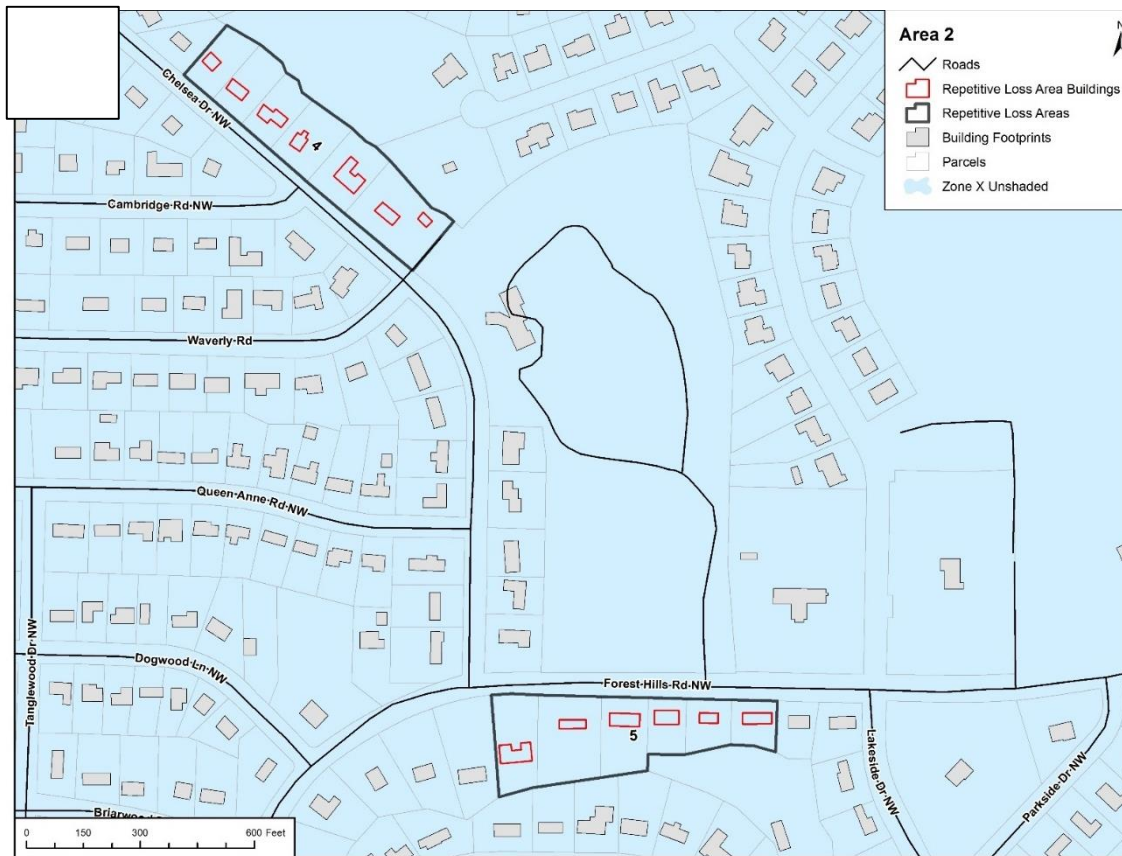 Area 2
N
Roads
Repetitive Loss Area Buildings
Repetitive Loss Areas
Building Footprints
Parcels
Zone X Unshaded
Chelsea Dr NW
4
Cambridge Rd NW
Waverly Rd
Queen Anne Rd NW
Tanglewood Dr NW
Dogwood Ln NW
Forest Hills Rd NW
5
Lakeside Dr NW
Parkside Dr NW
0 150 300 600 Feet